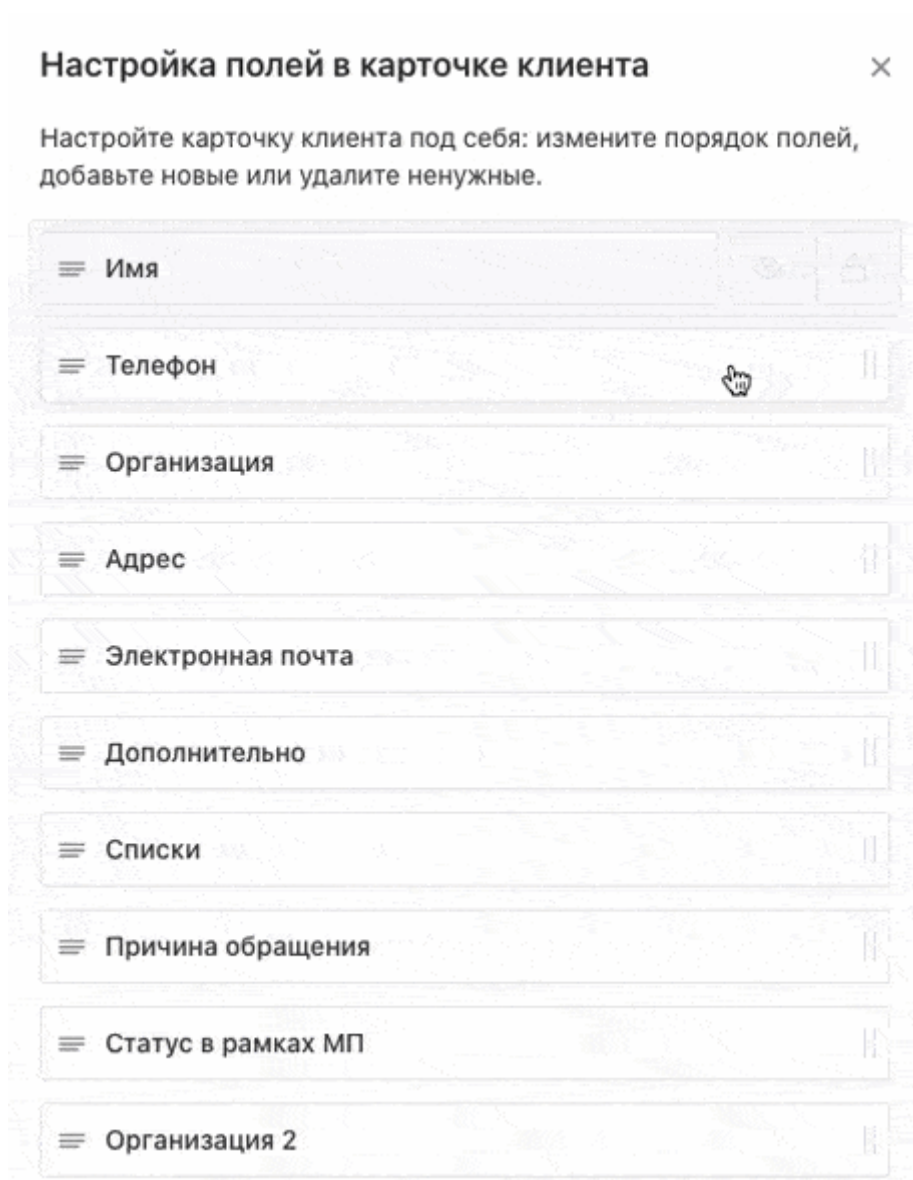 Настройка полей в карточке клиента
Настройте карточку клиента под себя: измените порядок полей,
добавьте новые или удалите ненужные.
Имя
Телефон
Организация
Адрес
Электронная почта
Дополнительно
Списки
Причина обращения
Статус в рамках МП
Организация 2